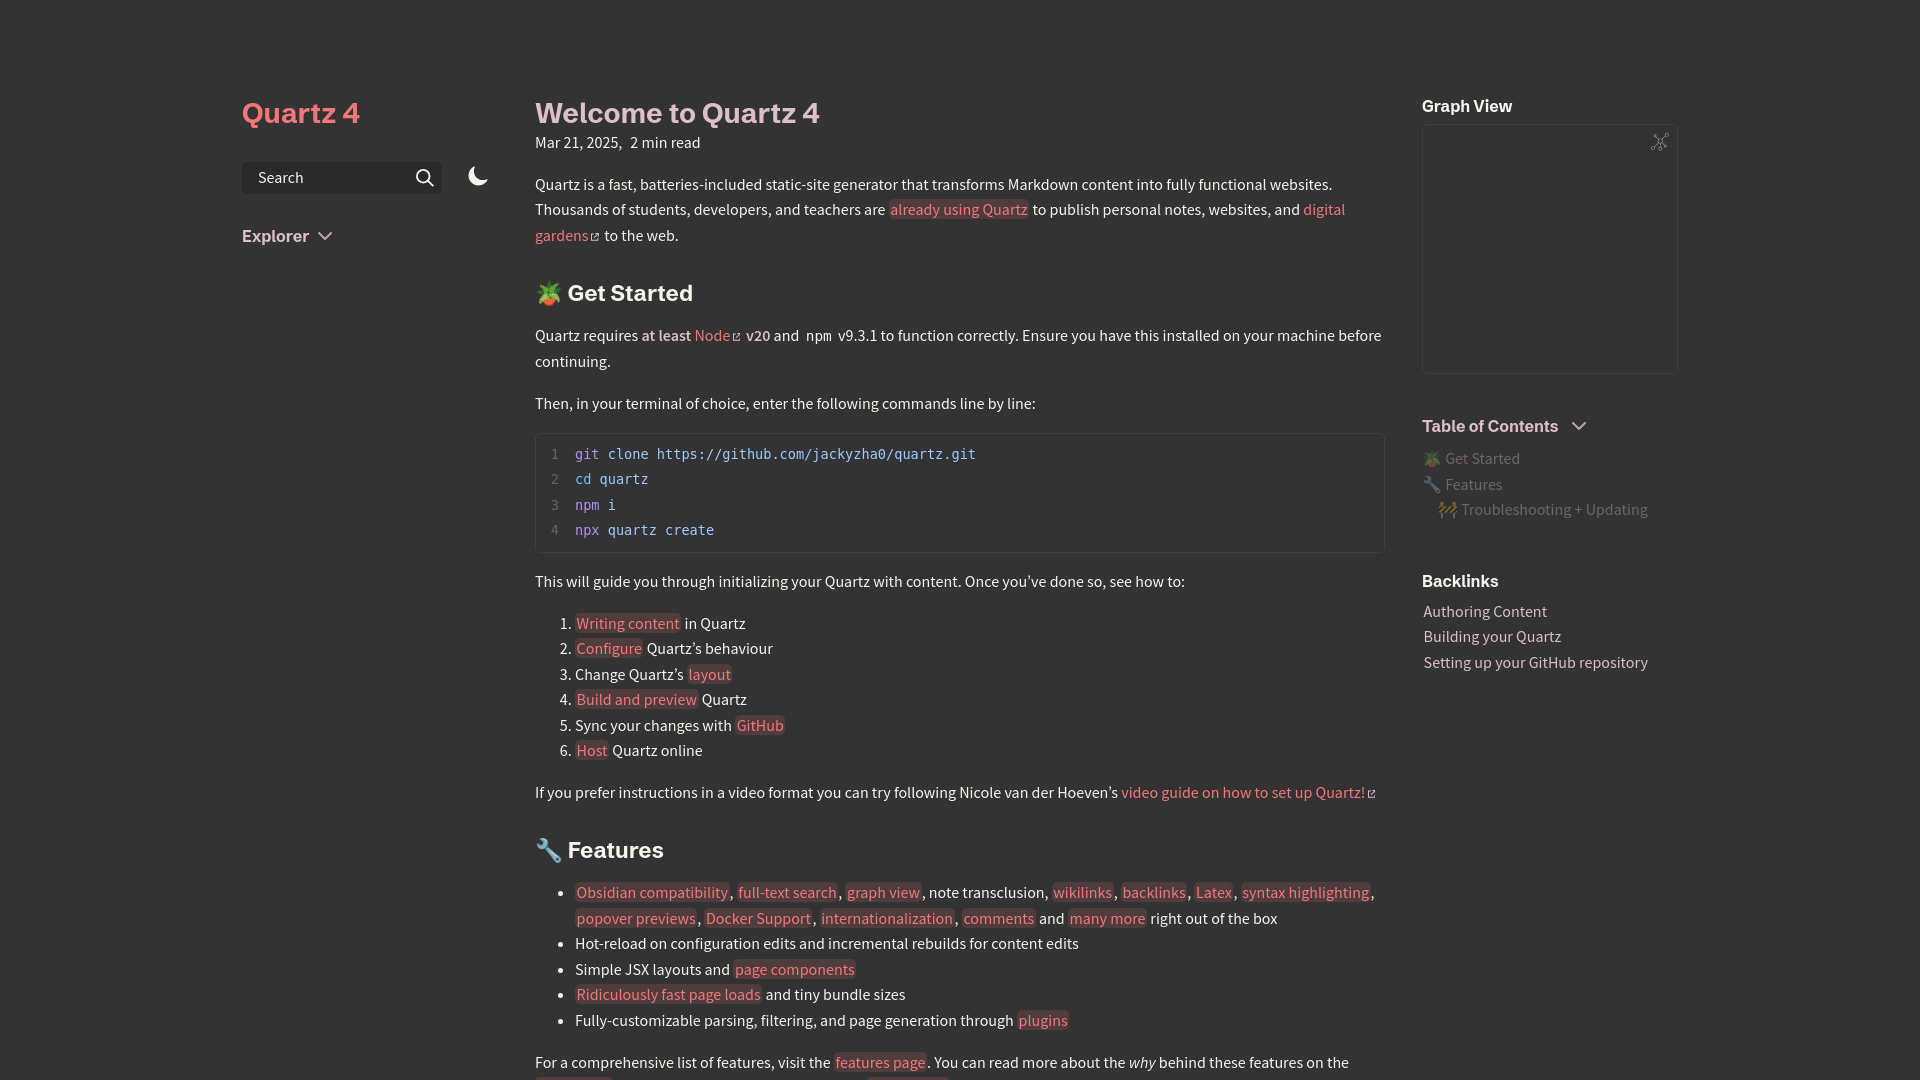 Quartz 4
Search
Explorer
Welcome to Quartz 4
Mar 21, 2025, 2 min read
Quartz is a fast, batteries-included static-site generator that transforms Markdown content into fully functional websites.
Thousands of students, developers, and teachers are already using Quartz to publish personal notes, websites, and digital
gardens to the web.
🪴 Get Started
Quartz requires at least Node v20 and npm v9.3.1 to function correctly. Ensure you have this installed on your machine before
continuing.
Then, in your terminal of choice, enter the following commands line by line:
1 git clone https://github.com/jackyzha0/quartz.git
2 cd quartz
3 npm i
4 npx quartz create
This will guide you through initializing your Quartz with content. Once you’ve done so, see how to:
1. Writing content in Quartz
2. Configure Quartz’s behaviour
3. Change Quartz’s layout
4. Build and preview Quartz
5. Sync your changes with GitHub
6. Host Quartz online
If you prefer instructions in a video format you can try following Nicole van der Hoeven’s video guide on how to set up Quartz!
🔧 Features
• Obsidian compatibility, full-text search, graph view, note transclusion, wikilinks, backlinks, Latex, syntax highlighting,
popover previews, Docker Support, internationalization, comments and many more right out of the box
• Hot-reload on configuration edits and incremental rebuilds for content edits
• Simple JSX layouts and page components
• Ridiculously fast page loads and tiny bundle sizes
• Fully-customizable parsing, filtering, and page generation through plugins
For a comprehensive list of features, visit the features page. You can read more about the why behind these features on the
Graph View
Table of Contents
🪴 Get Started
🔧 Features
🚧 Troubleshooting + Updating
Backlinks
Authoring Content
Building your Quartz
Setting up your GitHub repository